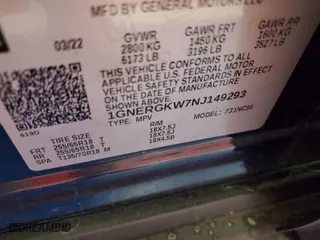 MFD BY GENERAL MOTORS LLC
03/22 GVWR GAWR FRT GAWR RR
2800 KG 1450 KG 1600 KG
6173 LB 3196 LB 3527 LB
THIS VEHICLE CONFORMS TO ALL
APPLICABLE U.S. FEDERAL MOTOR
VEHICLE SAFETY STANDARDS IN EFFECT
ON THE DATE OF MANUFACTURE
SHOWN ABOVE.
1GNERGKW7NJ149293
619D TYPE: MPV MODEL: 731NC56
TIRE SIZE RIM
FRT 255/65R18 T 18X7.5J
RR 255/65R18 T 18X7.5J
SPA T135/70R18 M 18X4.5B